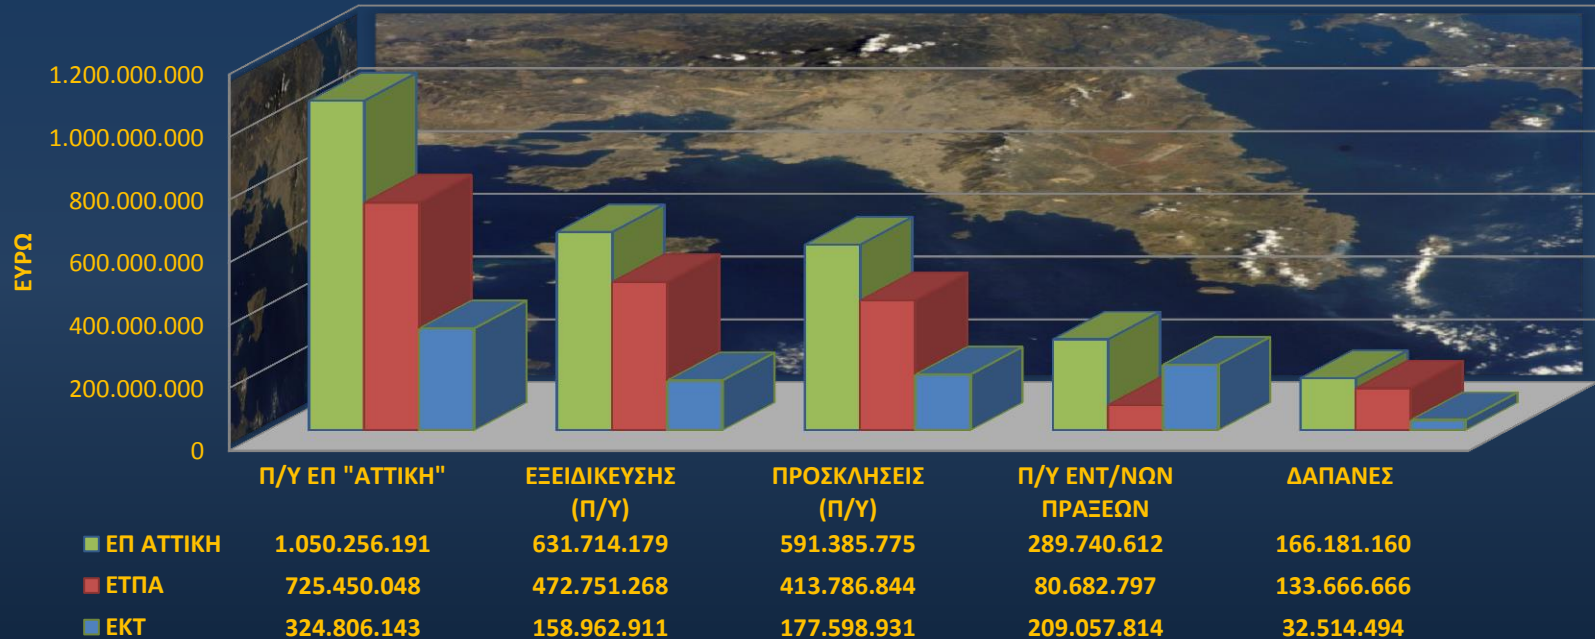 1.200.000.000
1.000.000.000
800.000.000
600.000.000
400.000.000
200.000.000
0
ΕΥΡΩ
Π/Υ ΕΠ "ΑΤΤΙΚΗ" ΕΞΕΙΔΙΚΕΥΣΗΣ ΠΡΟΣΚΛΗΣΕΙΣ Π/Υ ΕΝΤ/ΝΩΝ ΔΑΠΑΝΕΣ
(Π/Υ) (Π/Υ) ΠΡΑΞΕΩΝ
ΕΠ ΑΤΤΙΚΗ 1.050.256.191 631.714.179 591.385.775 289.740.612 166.181.160
ΕΤΠΑ 725.450.048 472.751.268 413.786.844 80.682.797 133.666.666
ΕΚΤ 324.806.143 158.962.911 177.598.931 209.057.814 32.514.494